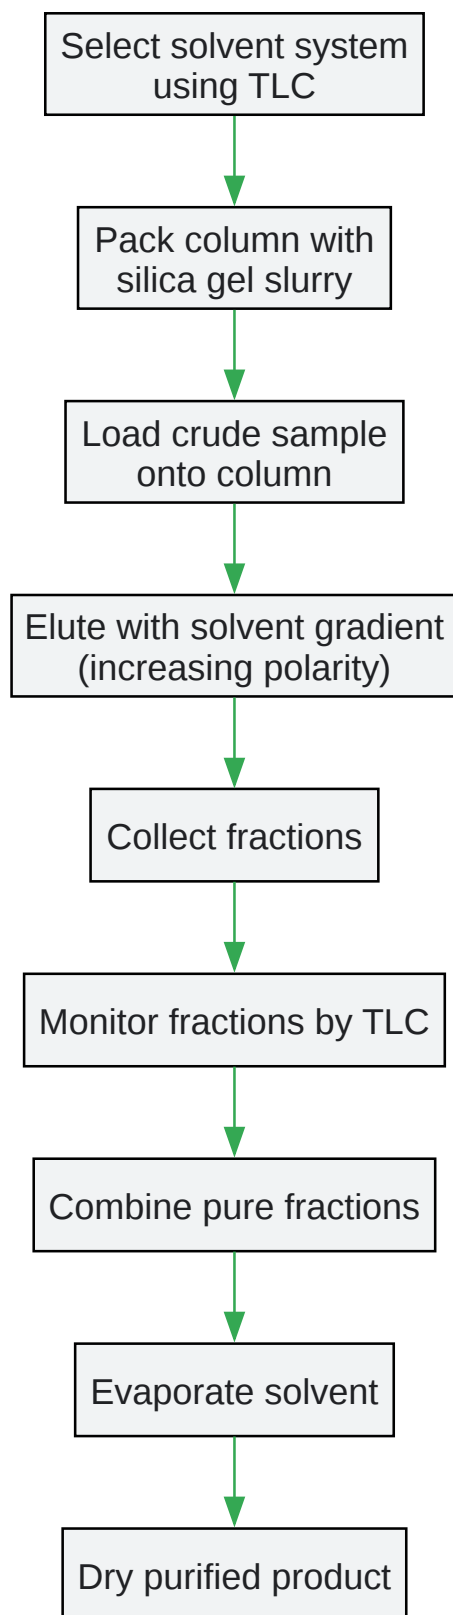 Select solvent system
using TLC
Pack column with
silica gel slurry
Load crude sample
onto column
Elute with solvent gradient
(increasing polarity)
Collect fractions
Monitor fractions by TLC
Combine pure fractions
Evaporate solvent
Dry purified product